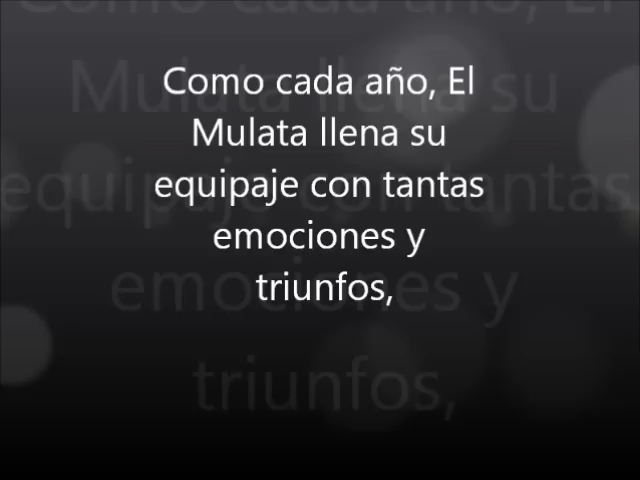 Como cada año, El
Mulata llena su
equipaje con tantas
emociones y
triunfos,